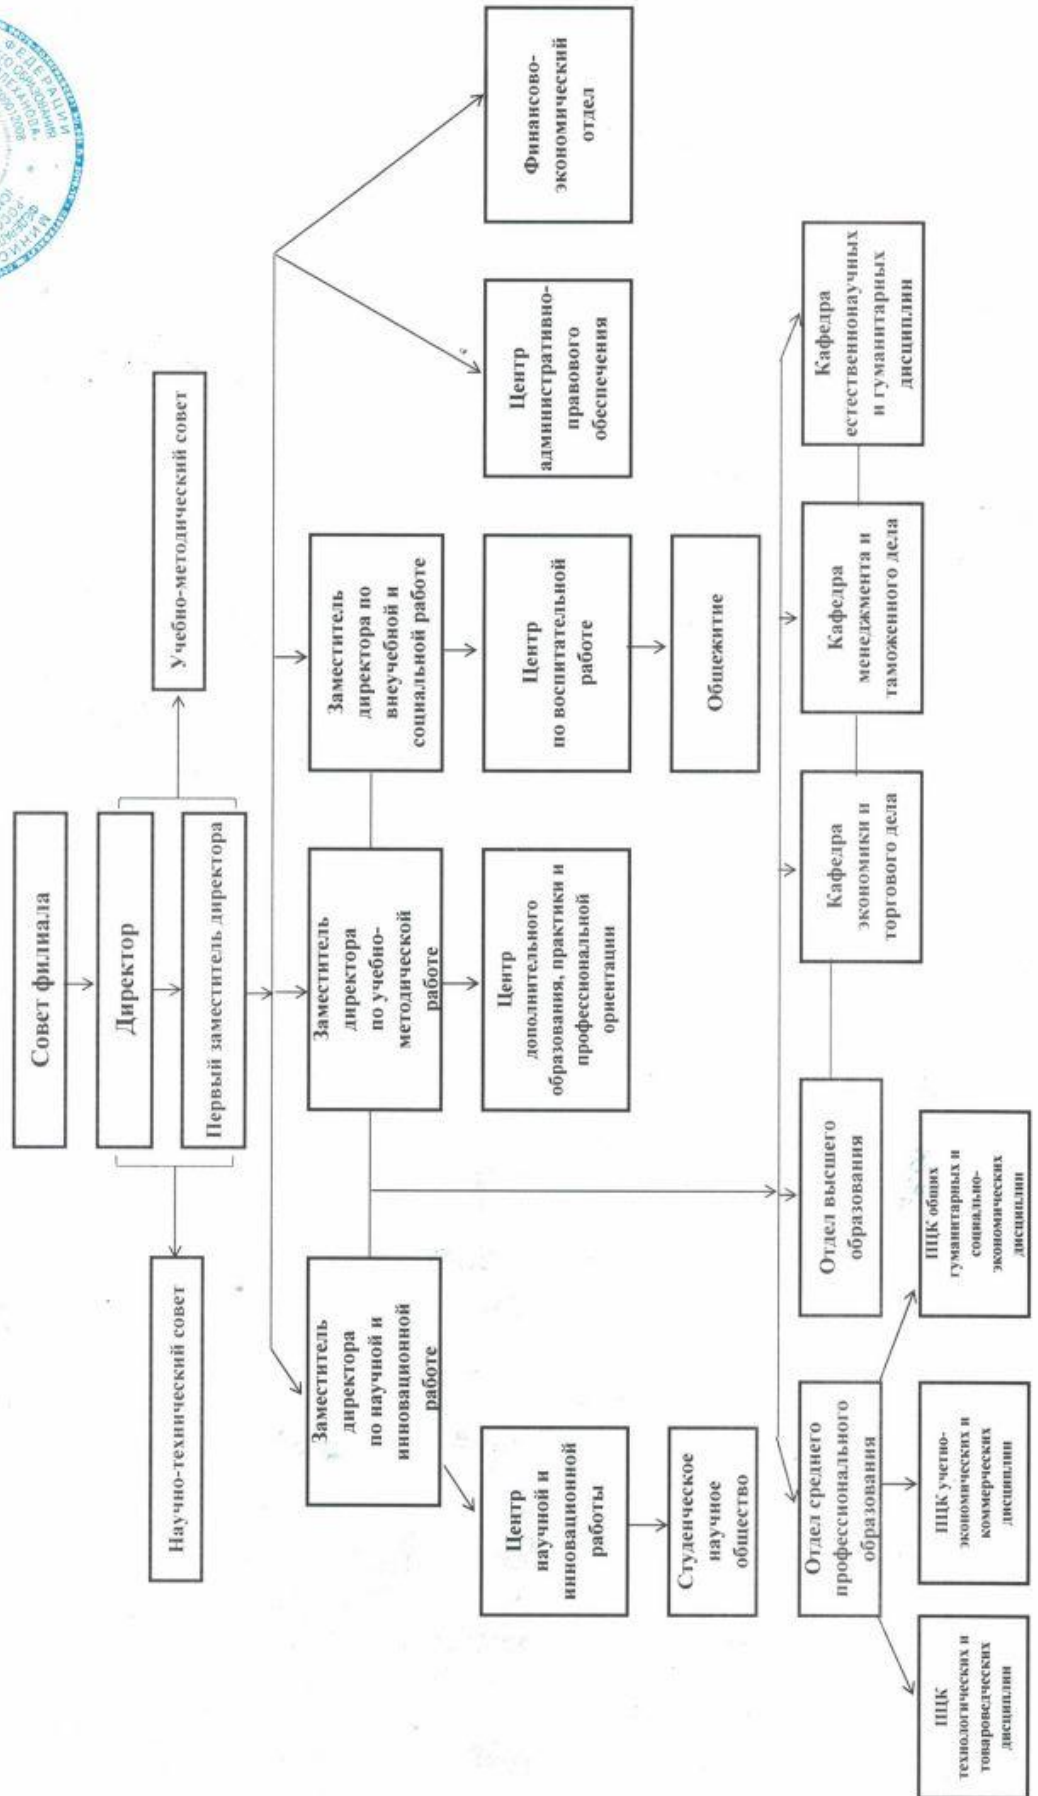 Совет филиала
Директор
Первый заместитель директора
Научно-технический совет
Учебно-методический совет
Заместитель
директора
по научной и
инновационной
работе
Заместитель
директора
по учебно-
методической
работе
Заместитель
директора по
внеучебной и
социальной работе
Центр
научной и
инновационной
работы
Центр
дополнительного
образования, практики и
профессиональной
ориентации
Центр
по воспитательной
работе
Центр
административно-
правового
обеспечения
Финансово-
экономический
отдел
Студенческое
научное
общество
Общежитие
Отдел среднего
профессионального
образования
Отдел высшего
образования
Кафедра
экономики и
торгового дела
Кафедра
менеджмента и
таможенного дела
Кафедра
естественнонаучных
и гуманитарных
дисциплин
ПЦК
технологических и
товароведческих
дисциплин
ПЦК учетно-
экономических и
коммерческих
дисциплин
ПЦК общих
гуманитарных и
социально-
экономических
дисциплин
ФЕДЕРАЦИИ